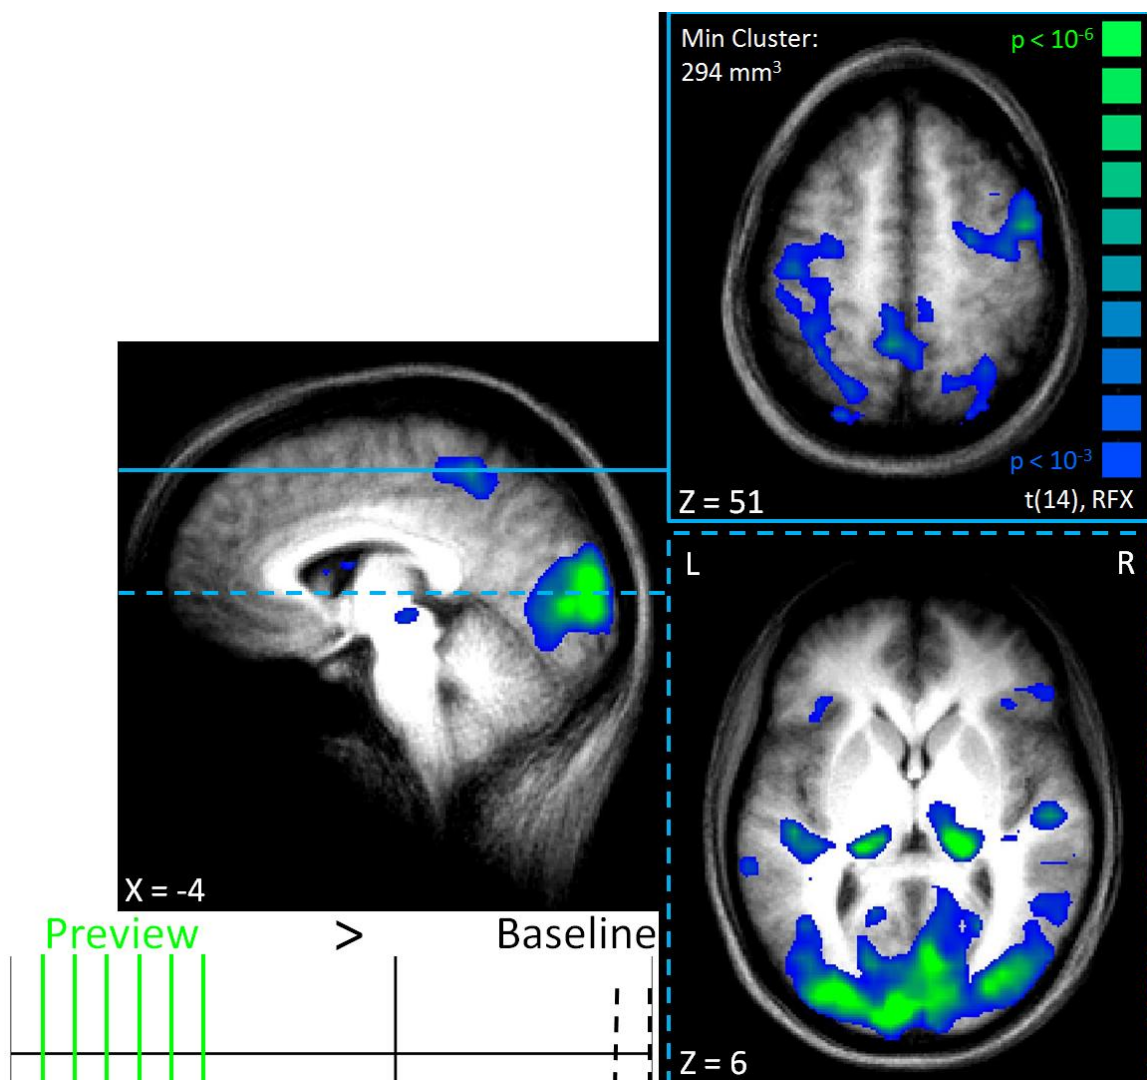 Min Cluster:
294 mm³
p < 10⁻⁶
p < 10⁻³
t(14), RFX
Z = 51
X = -4
L
R
Z = 6
Preview > Baseline